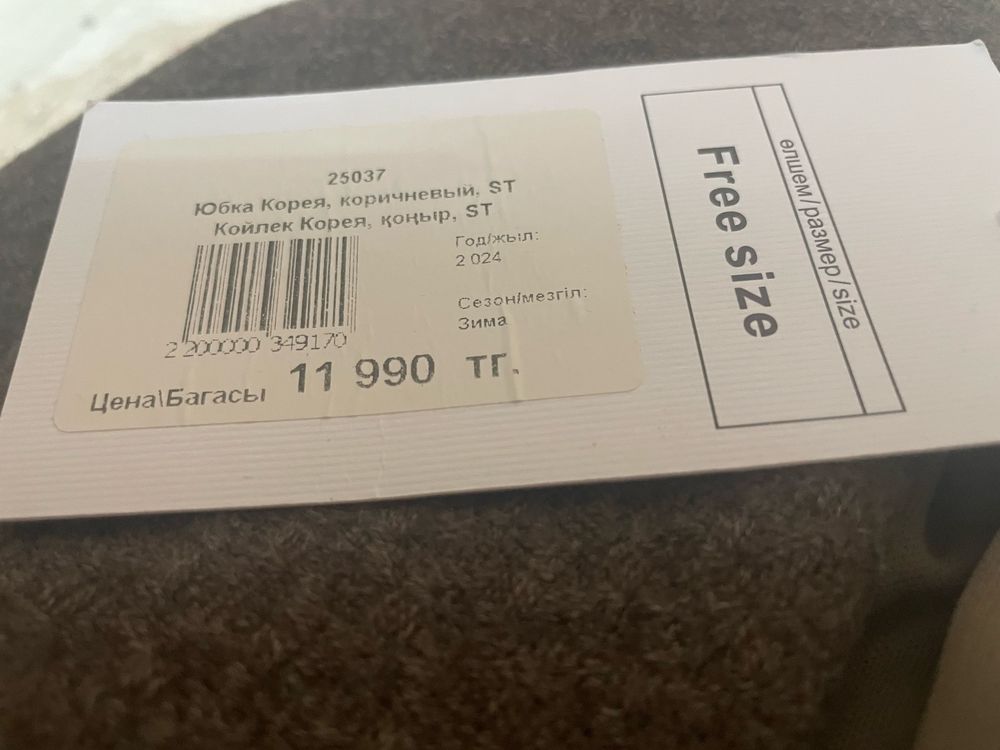 25037
Юбка Корея, коричневый, ST
Койлек Корея, қоңыр, ST
Год/жыл:
2 024
Сезон/мезгіл:
Зима
2 200000 349170
Цена\Багасы 11 990 тг.
өлшем/размер/size
Free size